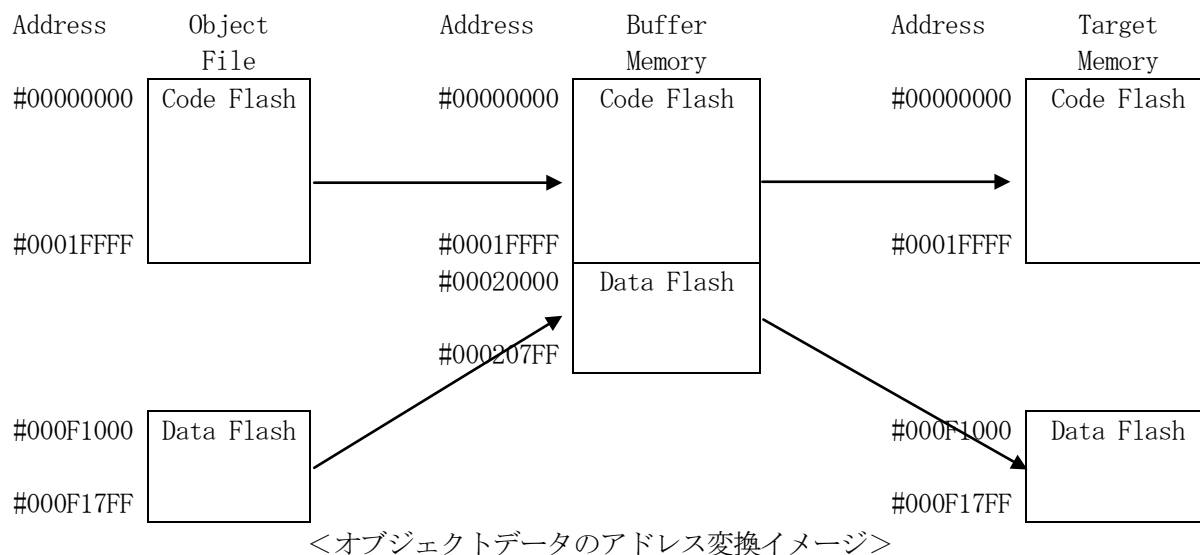 Address Object Address Buffer Address Target
File Memory Memory
#00000000 Code Flash #00000000 Code Flash #00000000 Code Flash
#0001FFFF #0001FFFF #0001FFFF
#00020000 Data Flash
#000207FF
#000F1000 Data Flash #000F1000 Data Flash
#000F17FF #000F17FF
＜オブジェクトデータのアドレス変換イメージ＞